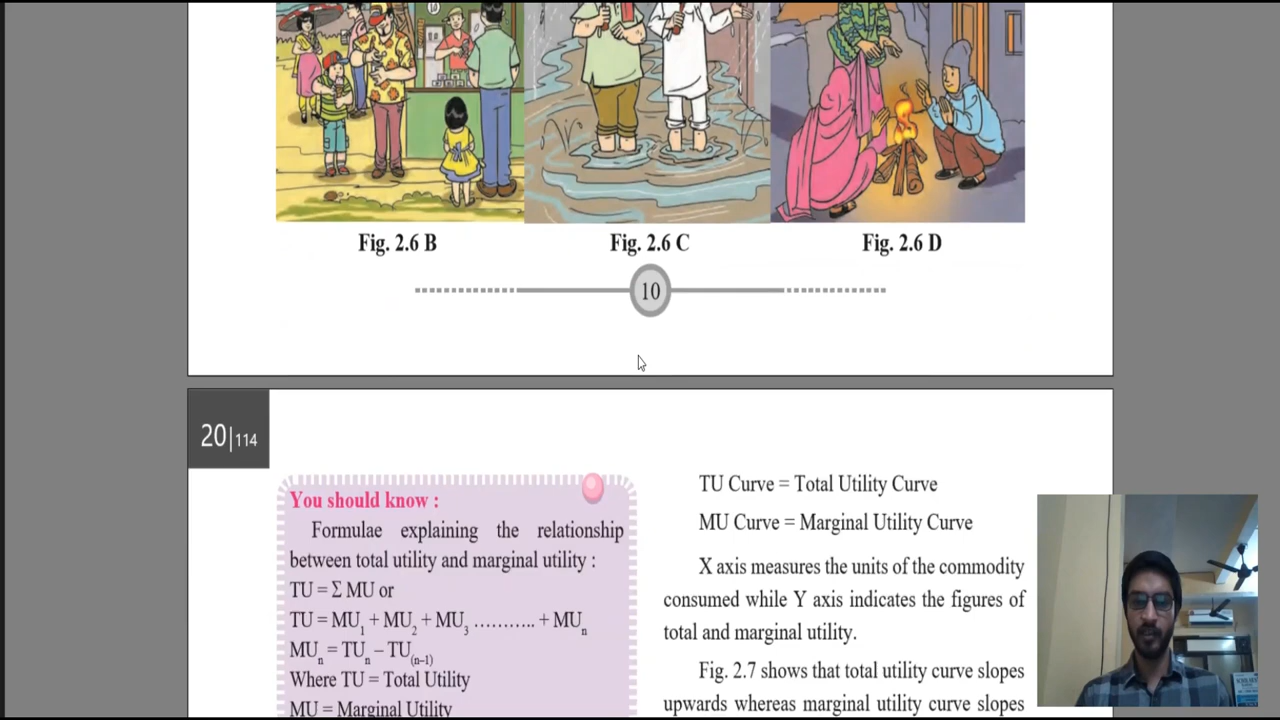 Fig. 2.6 B
Fig. 2.6 C
Fig. 2.6 D
10
20|114
You should know :
Formulae explaining the relationship
between total utility and marginal utility :
TU = Σ MU or
TU = MU₁ + MU₂ + MU₃ ........... + MUₙ
MUₙ = TUₙ – TU₍ₙ₋₁₎
Where TU = Total Utility
MU = Marginal Utility
TU Curve = Total Utility Curve
MU Curve = Marginal Utility Curve
X axis measures the units of the commodity
consumed while Y axis indicates the figures of
total and marginal utility.
Fig. 2.7 shows that total utility curve slopes
upwards whereas marginal utility curve slopes